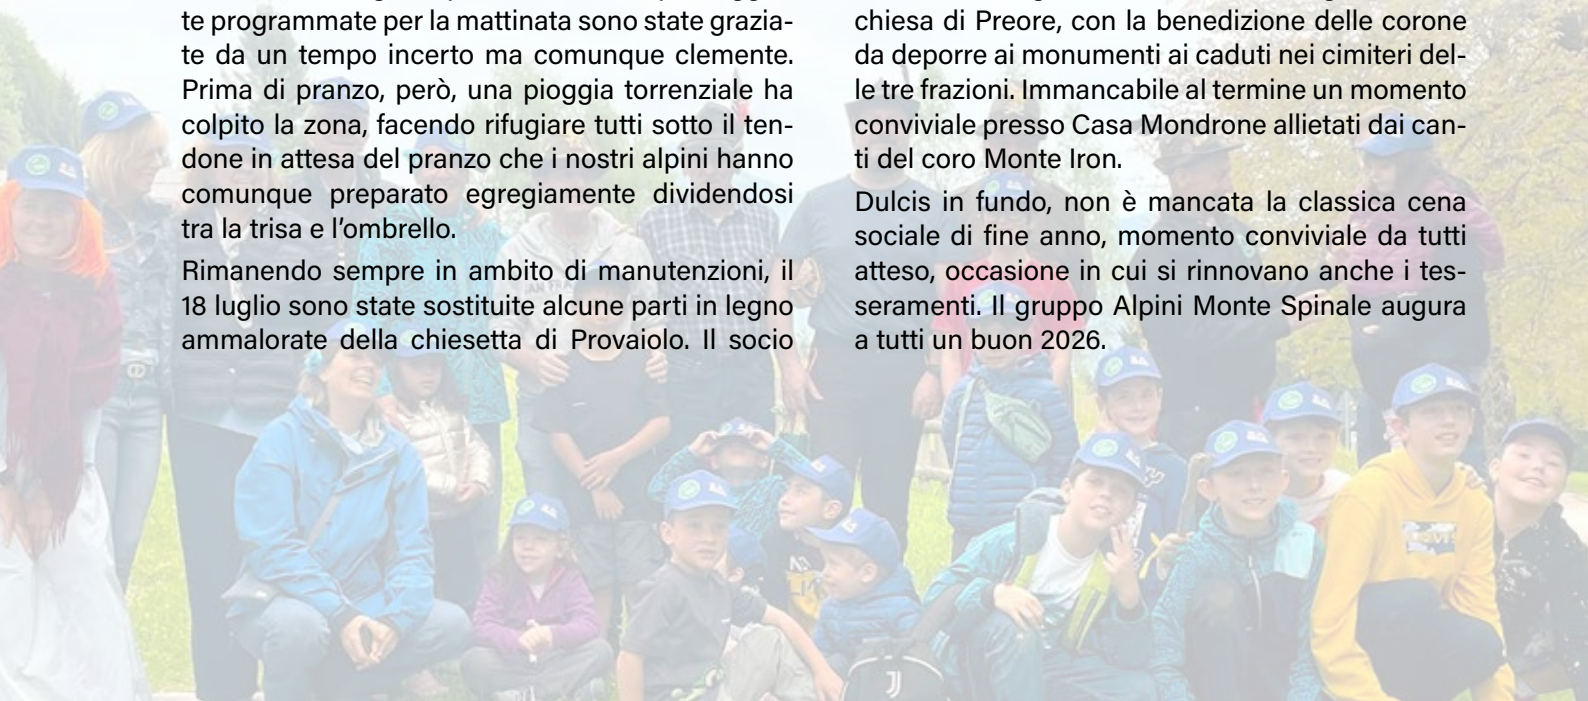 te programmate per la mattinata sono state grazia-
te da un tempo incerto ma comunque clemente.
Prima di pranzo, però, una pioggia torrenziale ha
colpito la zona, facendo rifugiare tutti sotto il ten-
done in attesa del pranzo che i nostri alpini hanno
comunque preparato egregiamente dividendosi
tra la trisa e l’ombrello.
Rimanendo sempre in ambito di manutenzioni, il
18 luglio sono state sostituite alcune parti in legno
ammalorate della chiesetta di Provaiolo. Il socio
chiesa di Preore, con la benedizione delle corone
da deporre ai monumenti ai caduti nei cimiteri del-
le tre frazioni. Immancabile al termine un momento
conviviale presso Casa Mondrone allietati dai can-
ti del coro Monte Iron.
Dulcis in fundo, non è mancata la classica cena
sociale di fine anno, momento conviviale da tutti
atteso, occasione in cui si rinnovano anche i tes-
seramenti. Il gruppo Alpini Monte Spinale augura
a tutti un buon 2026.